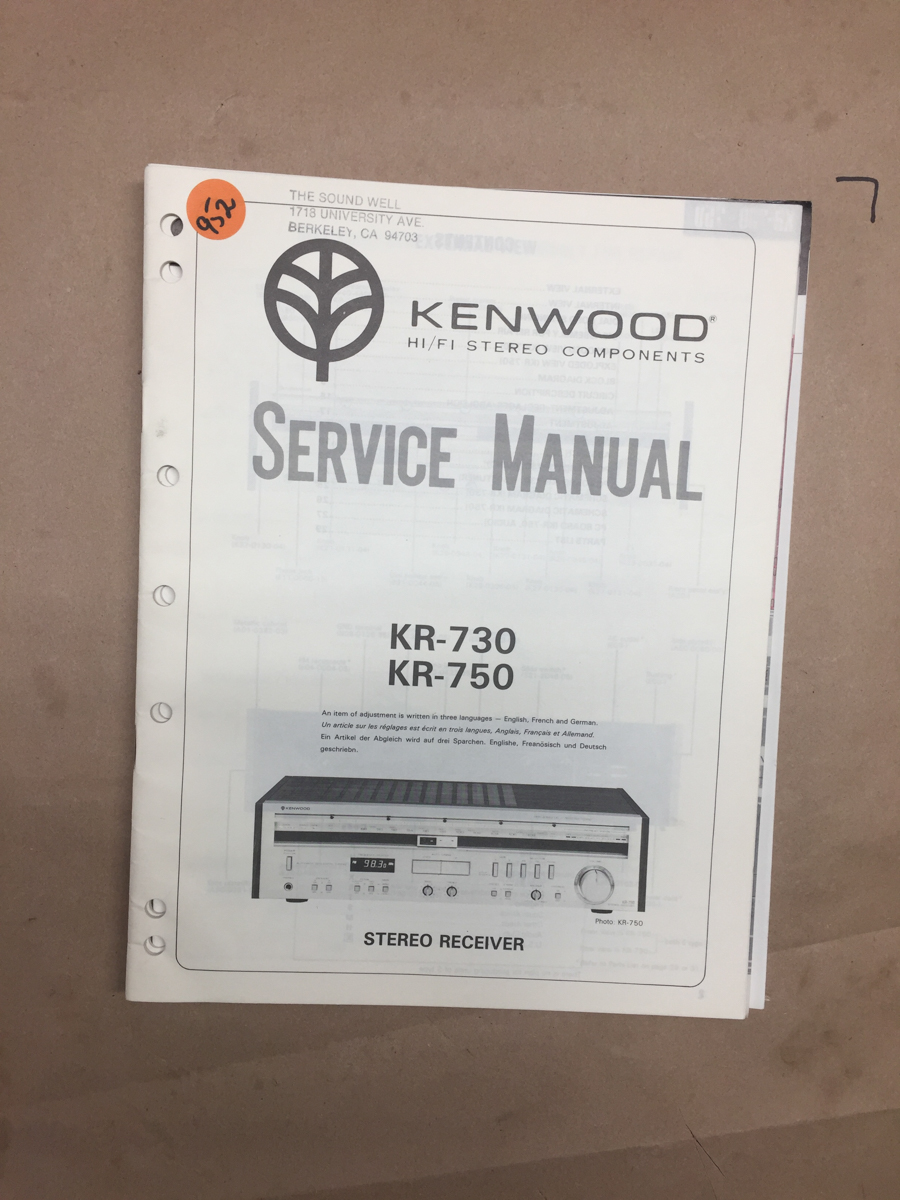 952
THE SOUND WELL
1718 UNIVERSITY AVE.
BERKELEY, CA 94703
KENWOOD®
HI/FI STEREO COMPONENTS
SERVICE MANUAL
KR-730
KR-750
An item of adjustment is written in three languages — English, French and German.
Un article sur les réglages est écrit en trois langues, Anglais, Français et Allemand.
Ein Artikel der Abgleich wird auf drei Sparchen. Englishe, Freenösisch und Deutsch
geschriebn.
KENWOOD
98.30
Photo: KR-750
STEREO RECEIVER